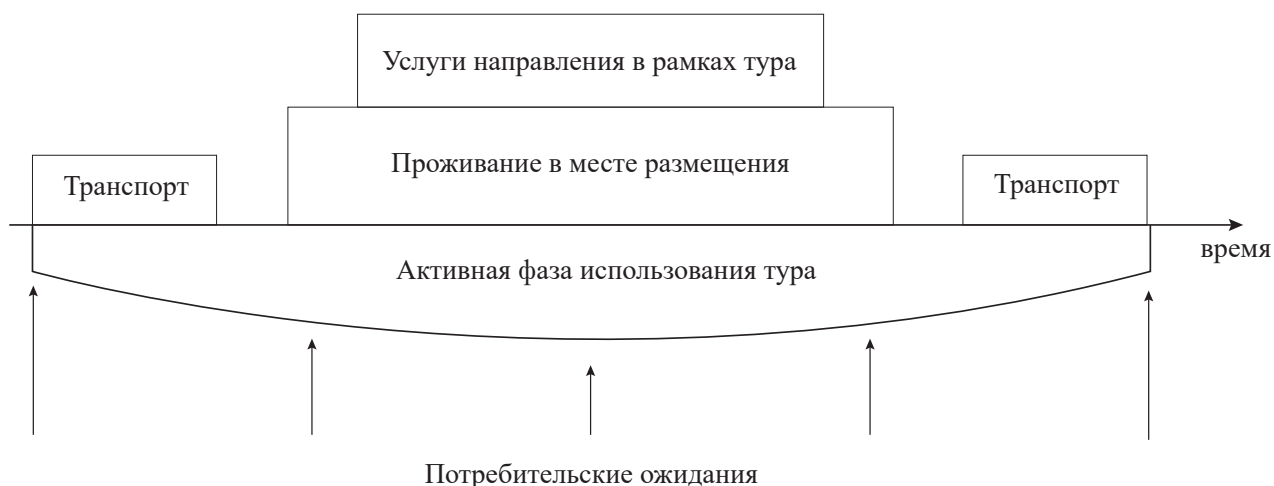 Услуги направления в рамках тура
Проживание в месте размещения
Транспорт
Транспорт
время
Активная фаза использования тура
Потребительские ожидания